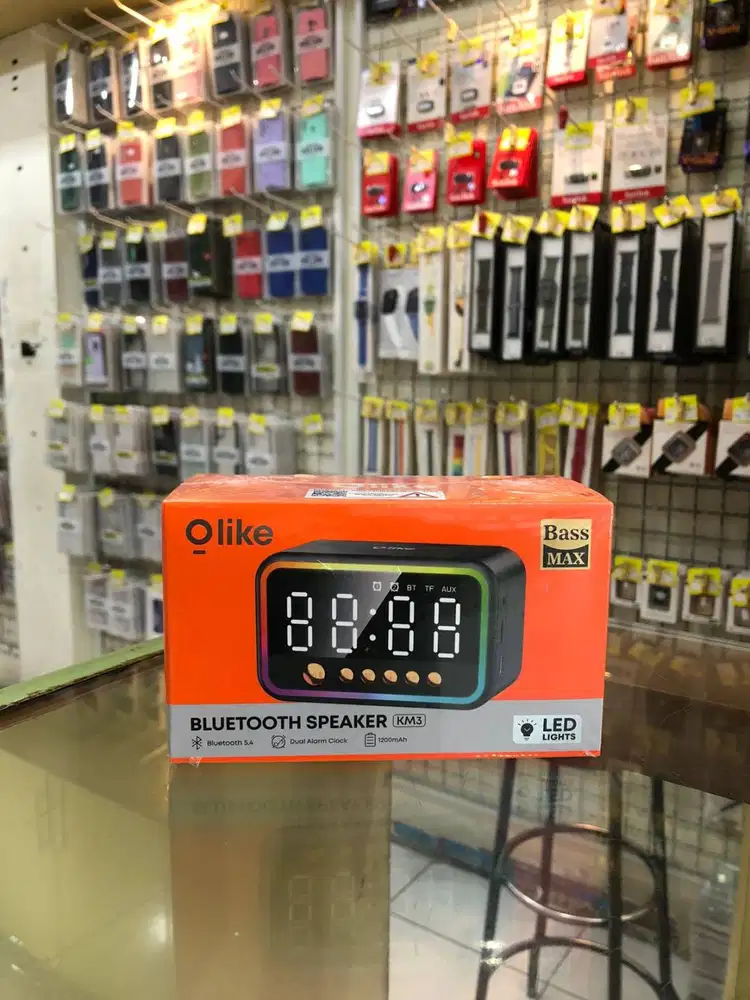 Olike
Bass
MAX
BT TF AUX
88:88
BLUETOOTH SPEAKER KM3
Bluetooth 5.4
Dual Alarm Clock
1200mAh
LED
LIGHTS